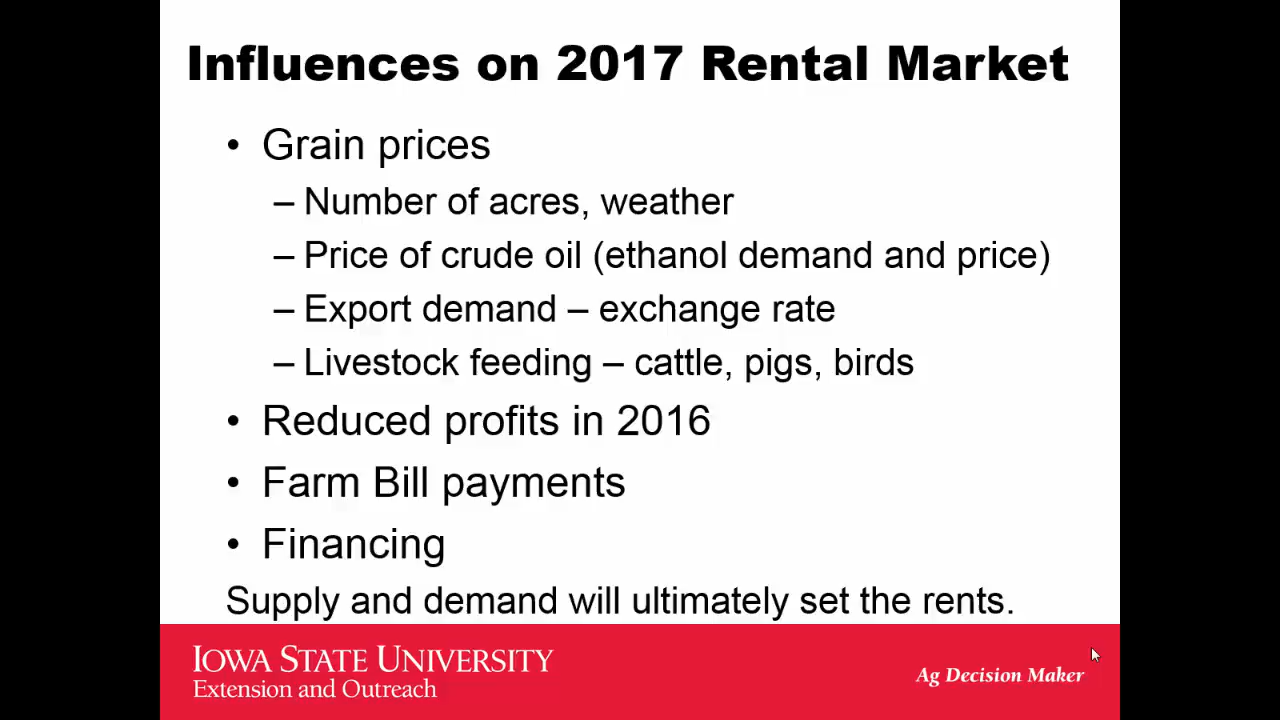 Influences on 2017 Rental Market
• Grain prices
– Number of acres, weather
– Price of crude oil (ethanol demand and price)
– Export demand – exchange rate
– Livestock feeding – cattle, pigs, birds
• Reduced profits in 2016
• Farm Bill payments
• Financing
Supply and demand will ultimately set the rents.
IOWA STATE UNIVERSITY
Extension and Outreach
Ag Decision Maker